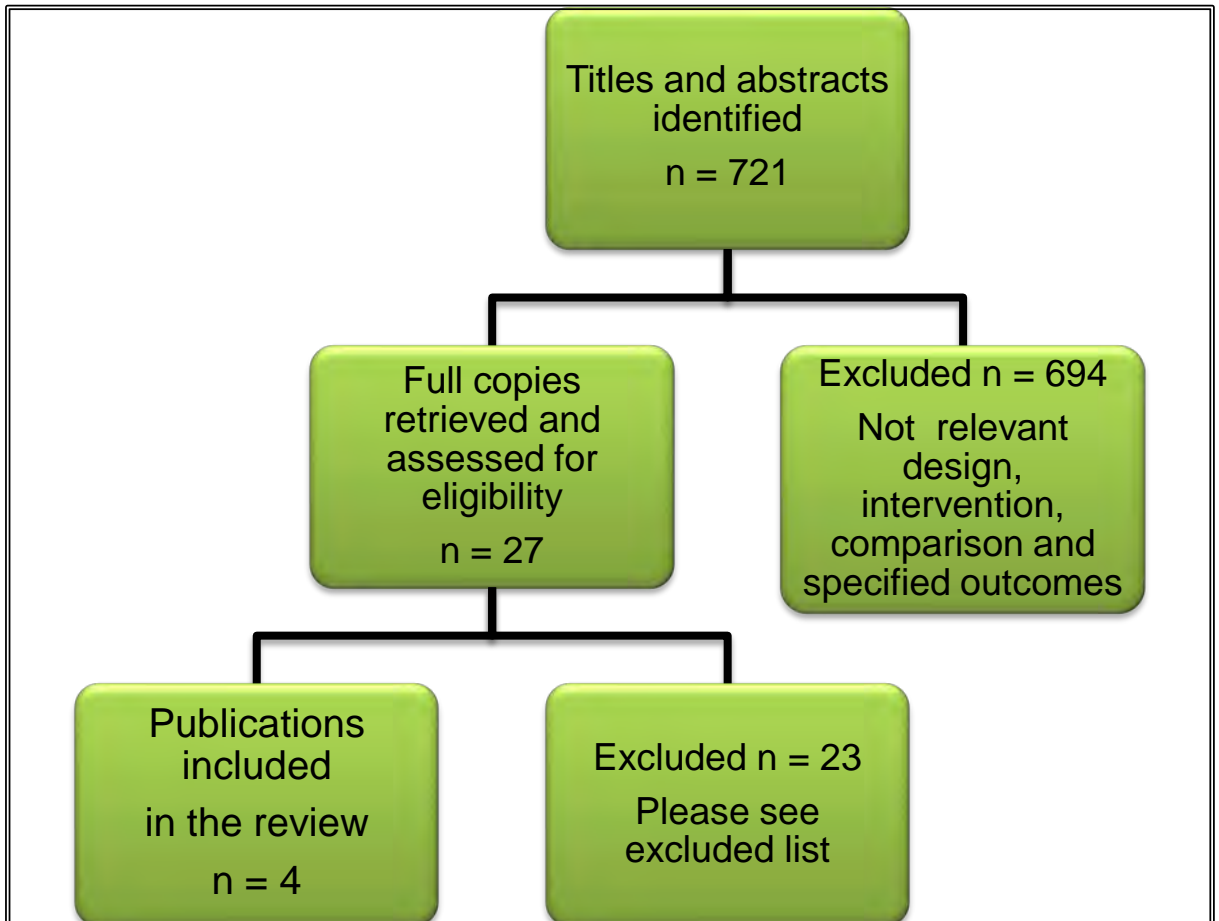 Titles and abstracts
identified
n = 721
Full copies
retrieved and
assessed for
eligibility
n = 27
Excluded n = 694
Not relevant
design,
intervention,
comparison and
specified outcomes
Publications
included
in the review
n = 4
Excluded n = 23
Please see
excluded list